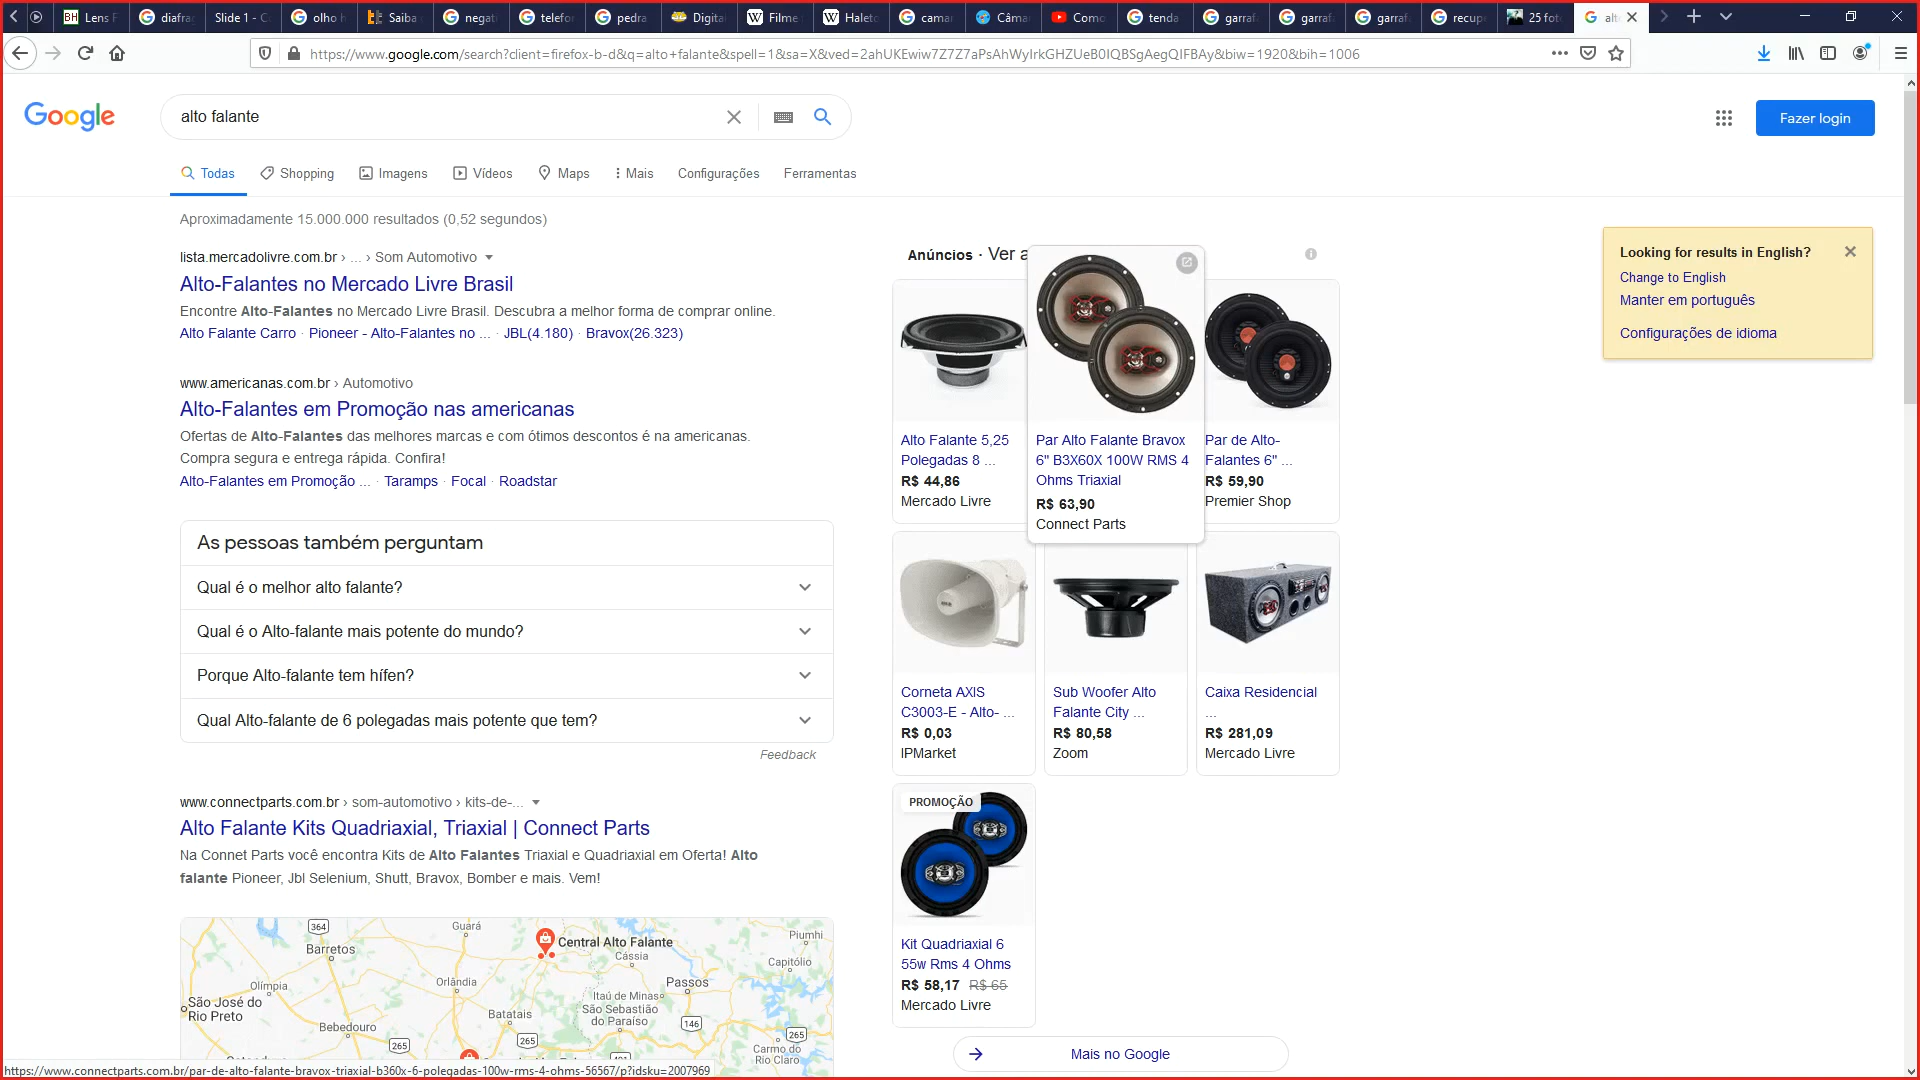 BH Lens F
diafra
Slide 1 - C
olho h
Saiba
negati
telefor
pedra
Digita
Filme
Haleto
camar
Câma
Como
tenda
garraf
garraf
garraf
recup
25 foto
alt
https://www.google.com/search?client=firefox-b-d&q=alto+falante&spell=1&sa=X&ved=2ahUKEwiw7Z7Z7aPsAhWyIrkGHZUeB0IQBSgAegQIFBAy&biw=1920&bih=1006
Google
alto falante
Fazer login
Todas
Shopping
Imagens
Vídeos
Maps
Mais
Configurações
Ferramentas
Aproximadamente 15.000.000 resultados (0,52 segundos)
lista.mercadolivre.com.br › ... › Som Automotivo
Alto-Falantes no Mercado Livre Brasil
Encontre Alto-Falantes no Mercado Livre Brasil. Descubra a melhor forma de comprar online.
Alto Falante Carro · Pioneer - Alto-Falantes no ... · JBL(4.180) · Bravox(26.323)
www.americanas.com.br › Automotivo
Alto-Falantes em Promoção nas americanas
Ofertas de Alto-Falantes das melhores marcas e com ótimos descontos é na americanas.
Compra segura e entrega rápida. Confira!
Alto-Falantes em Promoção ... · Taramps · Focal · Roadstar
As pessoas também perguntam
Qual é o melhor alto falante?
Qual é o Alto-falante mais potente do mundo?
Porque Alto-falante tem hífen?
Qual Alto-falante de 6 polegadas mais potente que tem?
Feedback
www.connectparts.com.br › som-automotivo › kits-de-...
Alto Falante Kits Quadriaxial, Triaxial | Connect Parts
Na Connet Parts você encontra Kits de Alto Falantes Triaxial e Quadriaxial em Oferta! Alto
falante Pioneer, Jbl Selenium, Shutt, Bravox, Bomber e mais. Vem!
364
Guará
Barretos
Central Alto Falante
Cássia
Piumhi
Capitólio
Olímpia
Orlândia
Passos
São José do
Rio Preto
Itaú de Minas
São Sebastião
do Paraíso
Batatais
146
Bebedouro
265
265
265
491
Carmo do
Rio Claro
Anúncios · Ver a
Alto Falante 5,25
Polegadas 8 ...
R$ 44,86
Mercado Livre
Par Alto Falante Bravox
6" B3X60X 100W RMS 4
Ohms Triaxial
R$ 63,90
Connect Parts
Par de Alto-
Falantes 6" ...
R$ 59,90
Premier Shop
Corneta AXIS
C3003-E - Alto- ...
R$ 0,03
IPMarket
Sub Woofer Alto
Falante City ...
R$ 80,58
Zoom
Caixa Residencial
...
R$ 281,09
Mercado Livre
PROMOÇÃO
Kit Quadriaxial 6
55w Rms 4 Ohms
R$ 58,17 R$ 65
Mercado Livre
Mais no Google
Looking for results in English?
Change to English
Manter em português
Configurações de idioma
https://www.connectparts.com.br/par-de-alto-falante-bravox-triaxial-b360x-6-polegadas-100w-rms-4-ohms-56567/p?idsku=2007969